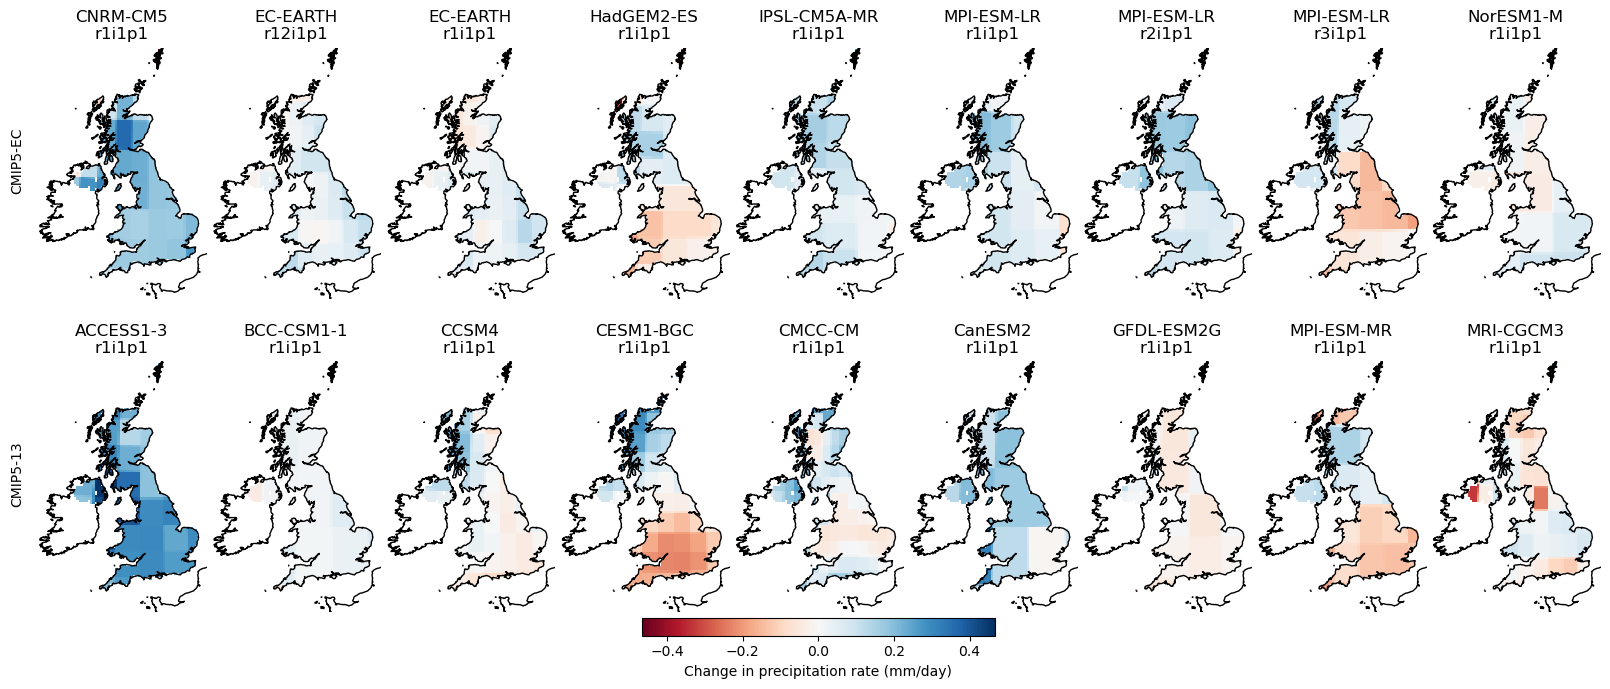 CNRM-CM5 EC-EARTH EC-EARTH HadGEM2-ES IPSL-CM5A-MR MPI-ESM-LR MPI-ESM-LR MPI-ESM-LR NorESM1-M
r1i1p1 r12i1p1 r1i1p1 r1i1p1 r1i1p1 r1i1p1 r2i1p1 r3i1p1 r1i1p1
CMIP5-EC
ACCESS1-3 BCC-CSM1-1 CCSM4 CESM1-BGC CMCC-CM CanESM2 GFDL-ESM2G MPI-ESM-MR MRI-CGCM3
r1i1p1 r1i1p1 r1i1p1 r1i1p1 r1i1p1 r1i1p1 r1i1p1 r1i1p1 r1i1p1
CMIP5-13
−0.4 −0.2 0.0 0.2 0.4
Change in precipitation rate (mm/day)